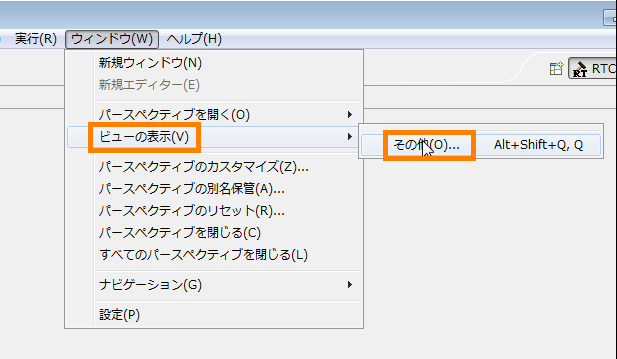 実行(R) ウィンドウ(W) ヘルプ(H)
RTC
新規ウィンドウ(N)
新規エディター(E)
パースペクティブを開く(O)
ビューの表示(V)
その他(O)... Alt+Shift+Q, Q
パースペクティブのカスタマイズ(Z)...
パースペクティブの別名保管(A)...
パースペクティブのリセット(R)...
パースペクティブを閉じる(C)
すべてのパースペクティブを閉じる(L)
ナビゲーション(G)
設定(P)